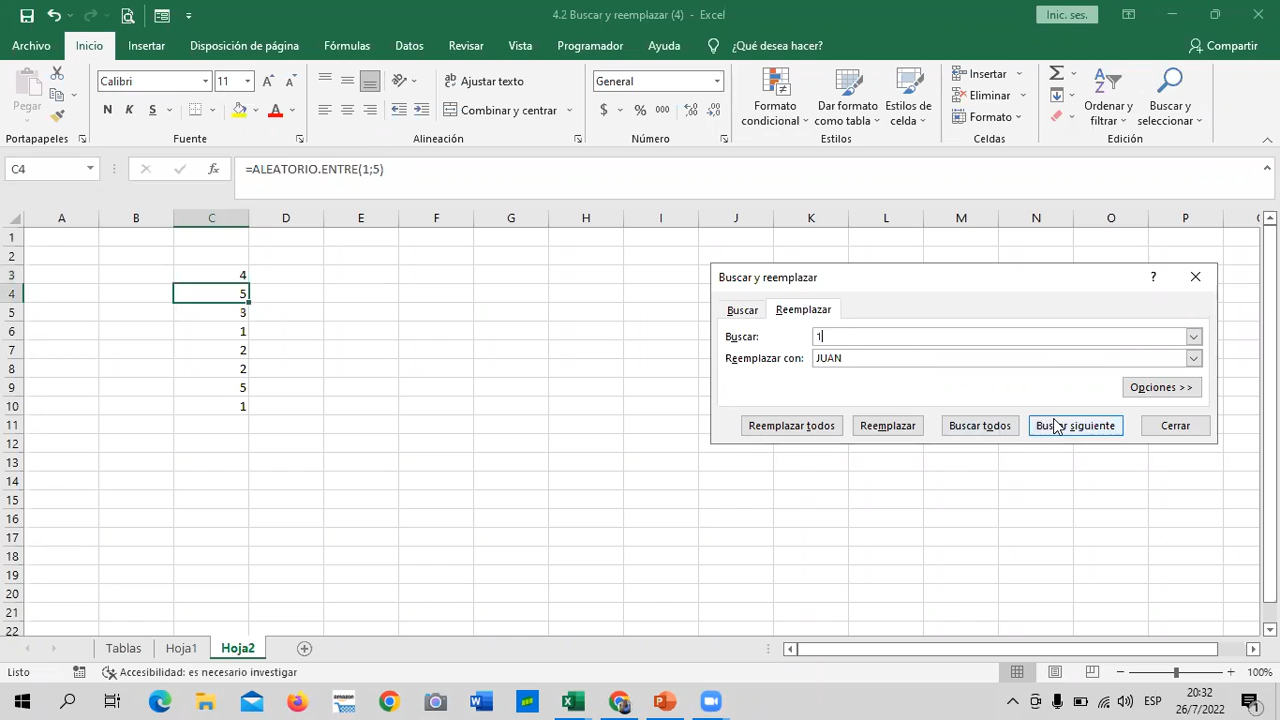 4.2 Buscar y reemplazar (4) - Excel
Inic. ses.
Archivo Inicio Insertar Disposición de página Fórmulas Datos Revisar Vista Programador Ayuda ¿Qué desea hacer? Compartir
Pegar
Calibri 11
N K S
Ajustar texto
Combinar y centrar
General
$ % 000
Formato condicional
Dar formato como tabla
Estilos de celda
Insertar
Eliminar
Formato
Ordenar y filtrar
Buscar y seleccionar
Portapapeles Fuente Alineación Número Estilos Celdas Edición
C4 fx =ALEATORIO.ENTRE(1;5)
A B C D E F G H I J K L M N O P
1
2
3 4
4 5
5 3
6 1
7 2
8 2
9 5
10 1
11
12
13
14
15
16
17
18
19
20
21
22
Buscar y reemplazar ?
Buscar Reemplazar
Buscar: 1
Reemplazar con: JUAN
Opciones >>
Reemplazar todos Reemplazar Buscar todos Buscar siguiente Cerrar
Tablas Hoja1 Hoja2
Listo Accesibilidad: es necesario investigar 100%
ESP 20:32
26/7/2022